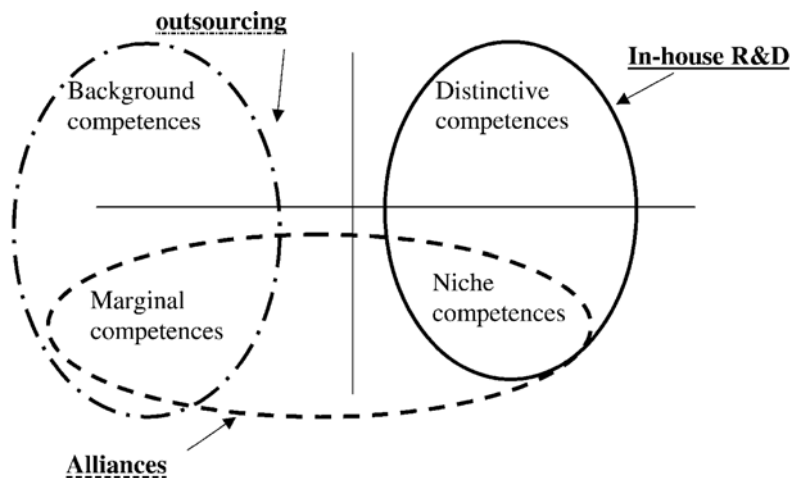 outsourcing
In-house R&D
Background
competences
Distinctive
competences
Marginal
competences
Niche
competences
Alliances